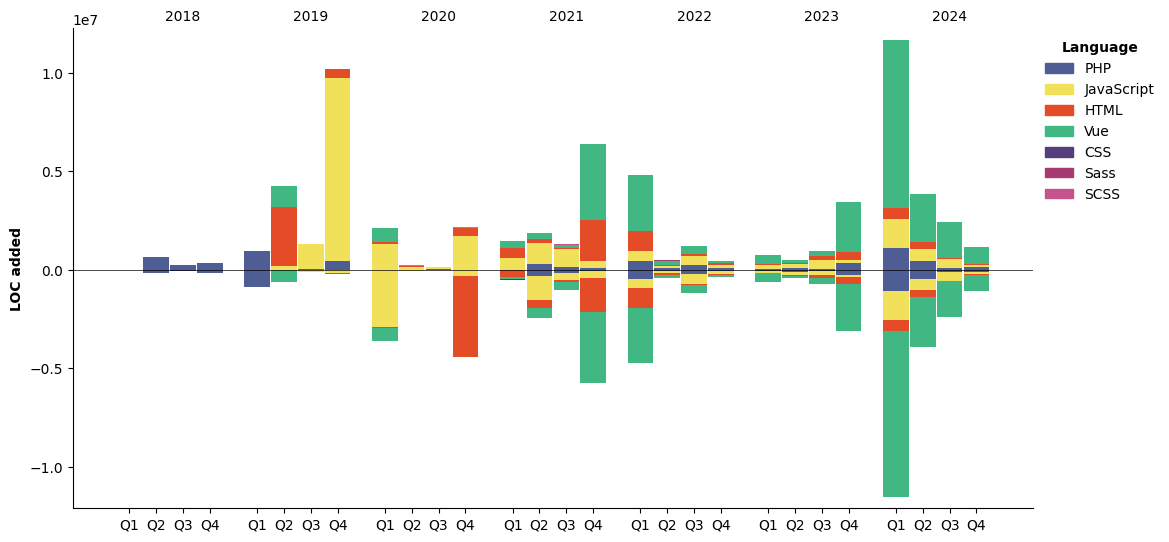 1e7
2018 2019 2020 2021 2022 2023 2024
Language
PHP
JavaScript
HTML
Vue
CSS
Sass
SCSS
LOC added
1.0
0.5
0.0
−0.5
−1.0
Q1 Q2 Q3 Q4 Q1 Q2 Q3 Q4 Q1 Q2 Q3 Q4 Q1 Q2 Q3 Q4 Q1 Q2 Q3 Q4 Q1 Q2 Q3 Q4 Q1 Q2 Q3 Q4